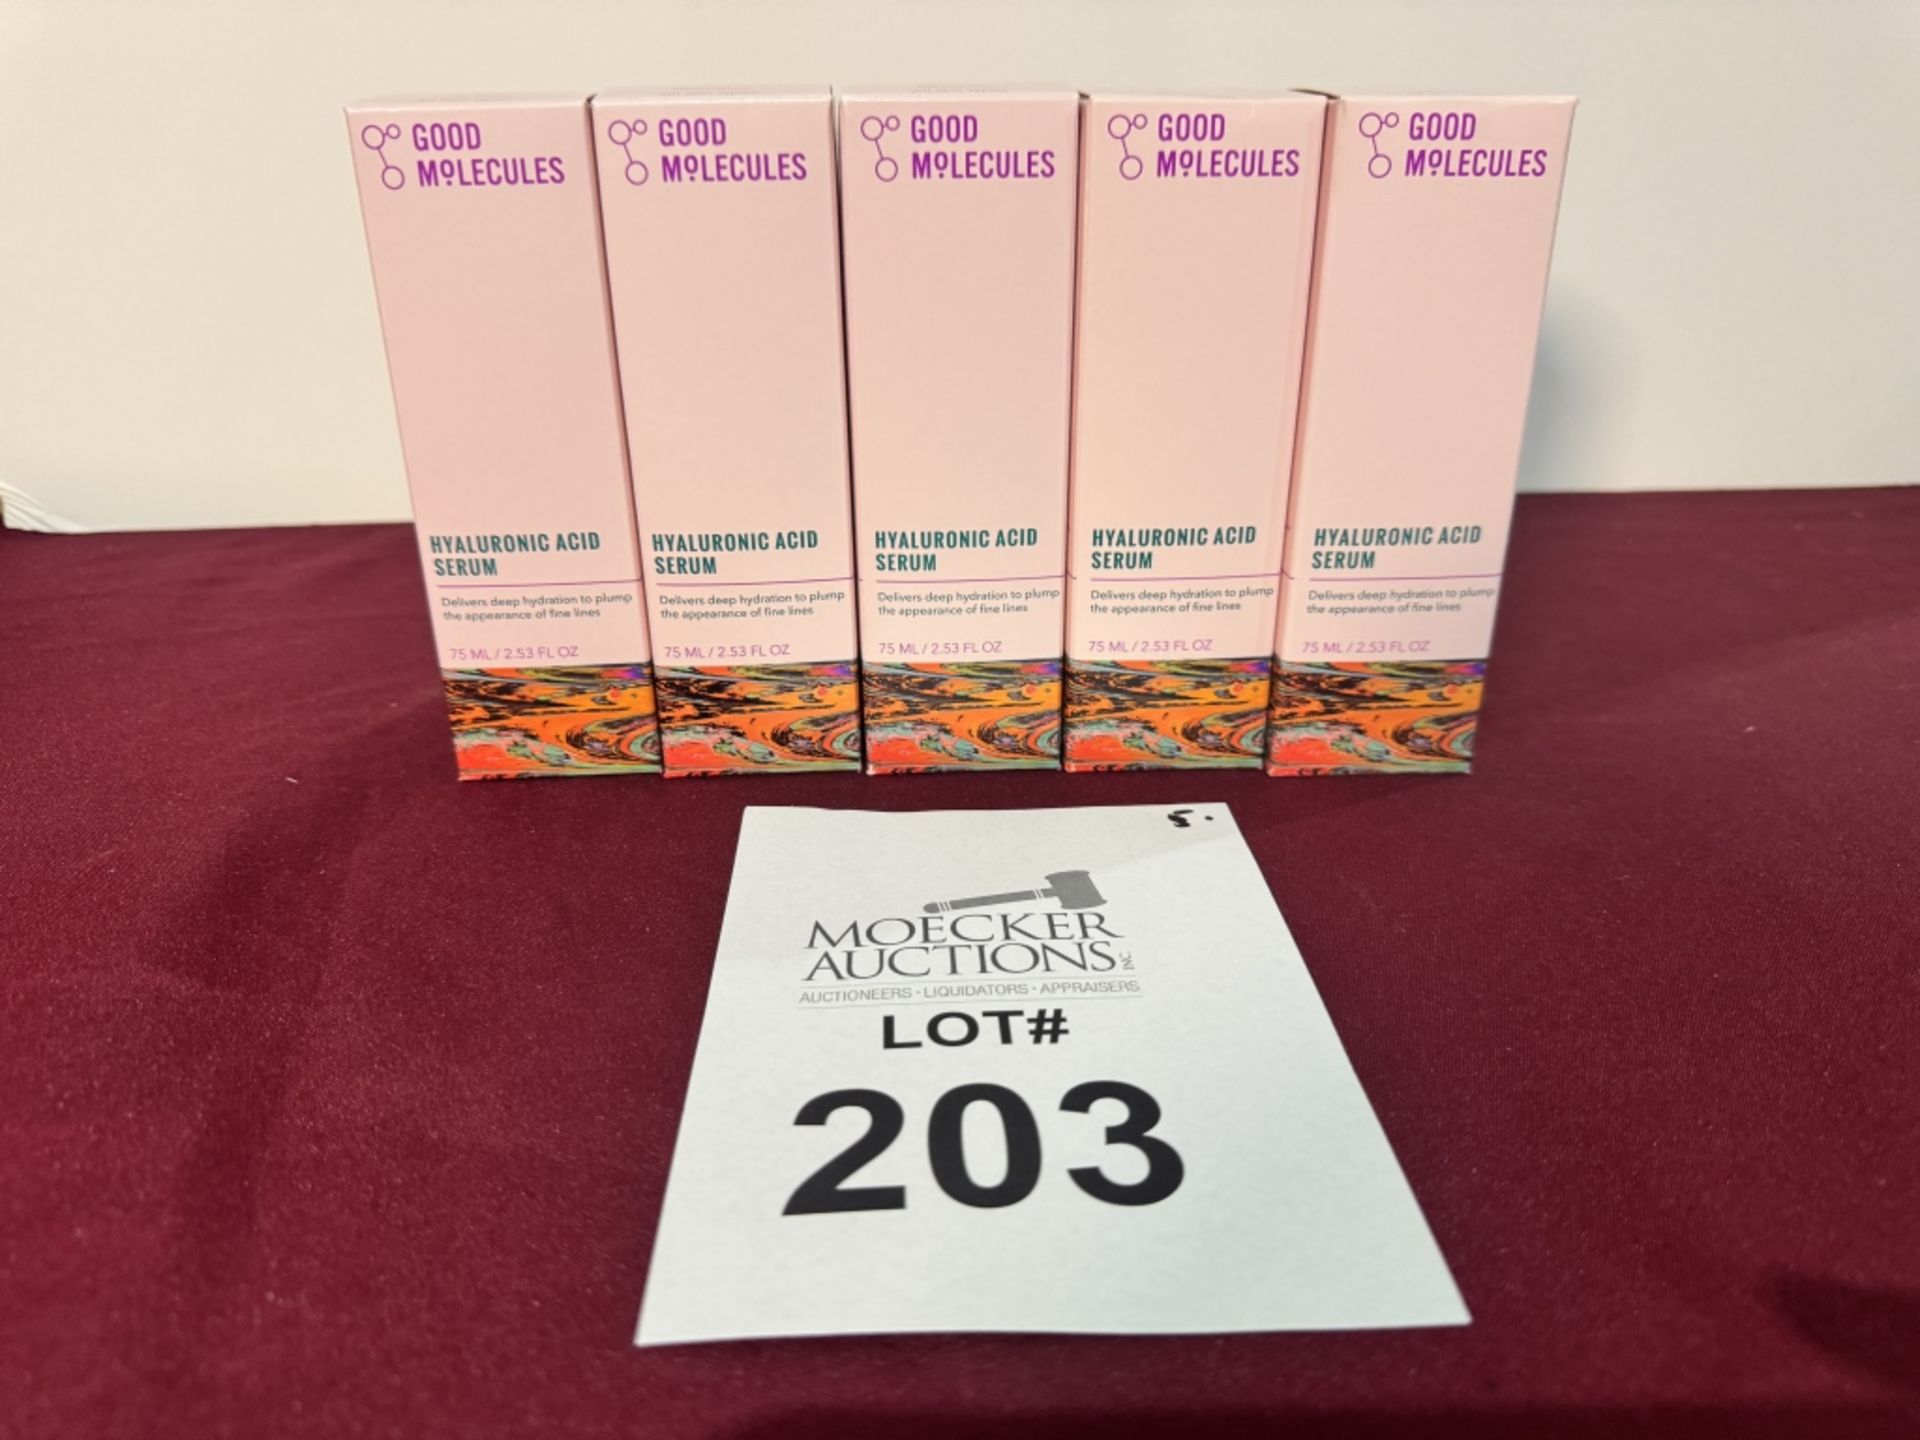 GOOD
MOLECULES
HYALURONIC ACID
SERUM
Delivers deep hydration to plump
the appearance of fine lines
75 ML / 2.53 FL OZ
GOOD
MOLECULES
HYALURONIC ACID
SERUM
Delivers deep hydration to plump
the appearance of fine lines
75 ML / 2.53 FL OZ
GOOD
MOLECULES
HYALURONIC ACID
SERUM
Delivers deep hydration to plump
the appearance of fine lines
75 ML / 2.53 FL OZ
GOOD
MOLECULES
HYALURONIC ACID
SERUM
Delivers deep hydration to plump
the appearance of fine lines
75 ML / 2.53 FL OZ
GOOD
MOLECULES
HYALURONIC ACID
SERUM
Delivers deep hydration to plump
the appearance of fine lines
75 ML / 2.53 FL OZ
MOECKER
AUCTIONS INC
AUCTIONEERS · LIQUIDATORS · APPRAISERS
LOT#
203